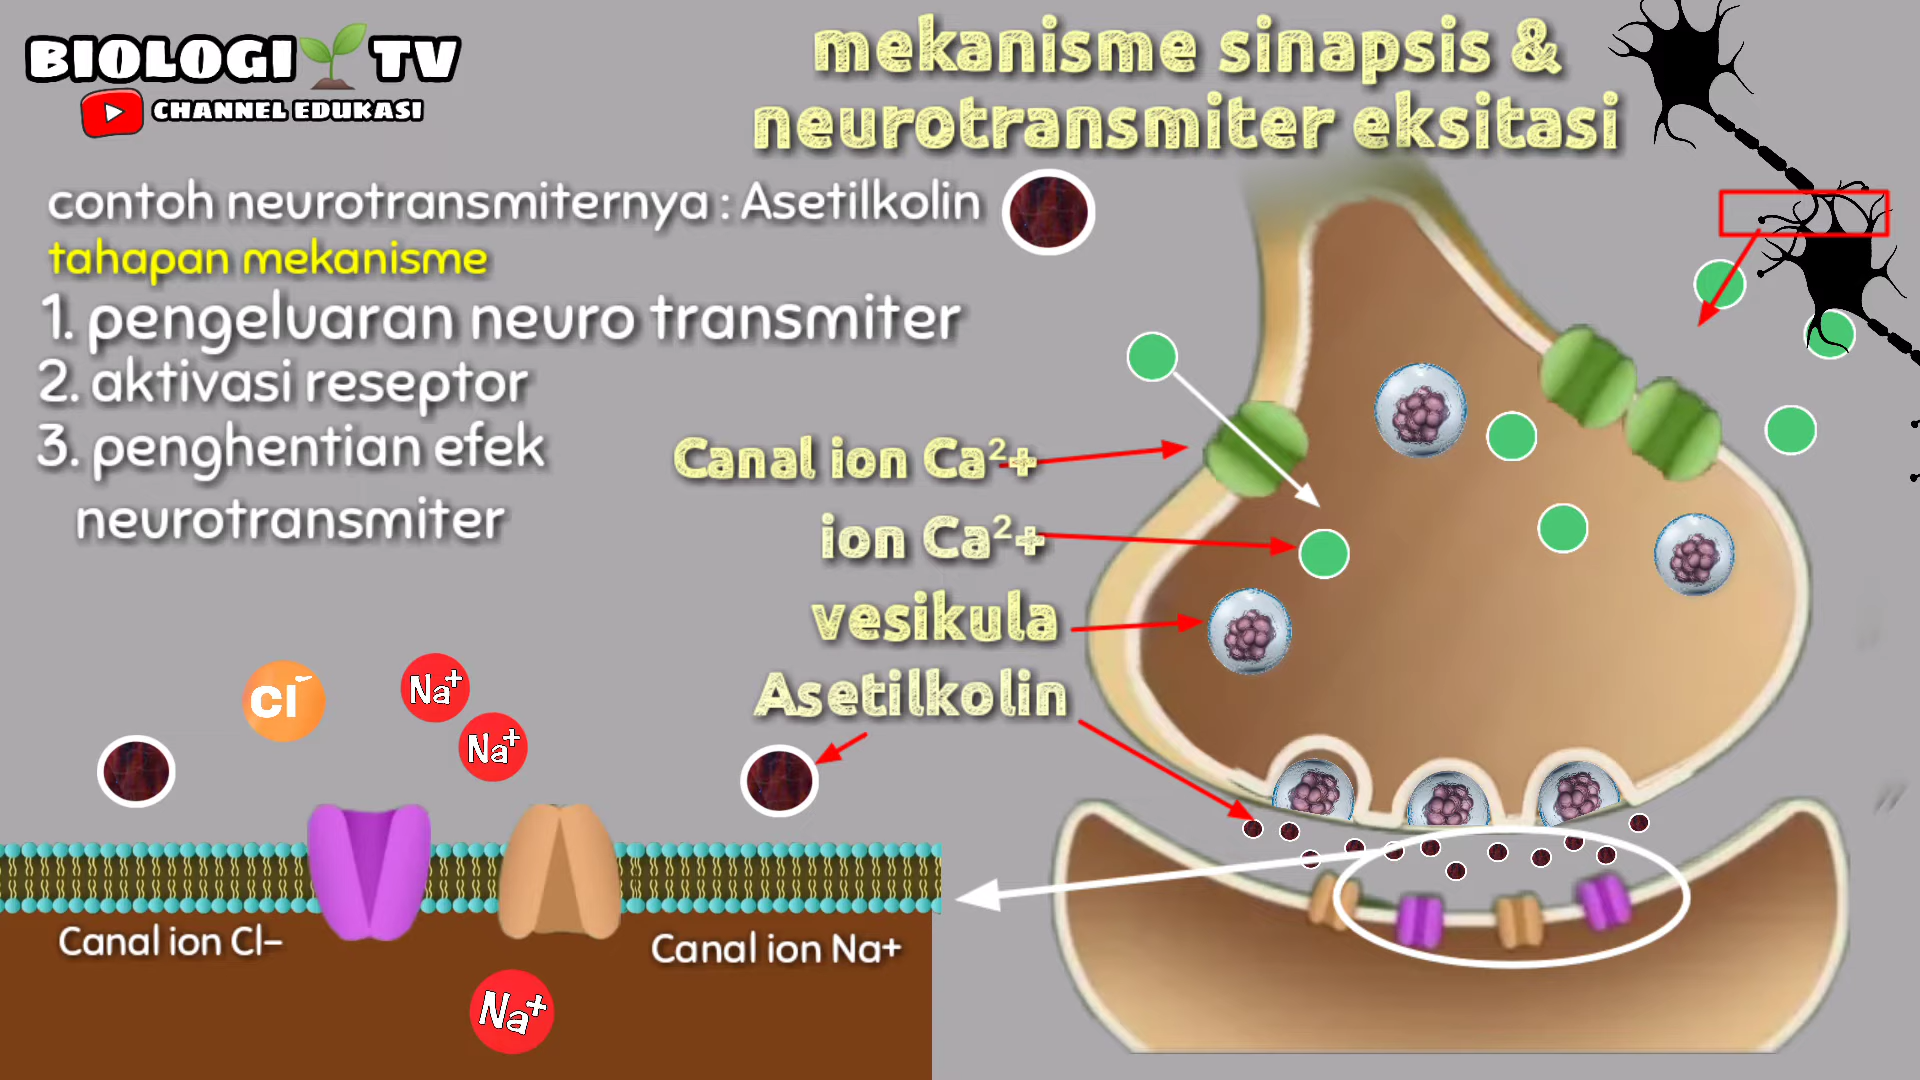 BIOLOGI TV
CHANNEL EDUKASI
mekanisme sinapsis &
neurotransmiter eksitasi
contoh neurotransmiternya : Asetilkolin
tahapan mekanisme
1. pengeluaran neuro transmiter
2. aktivasi reseptor
3. penghentian efek
neurotransmiter
Canal ion Ca²+
ion Ca²+
vesikula
Asetilkolin
Cl⁻
Na⁺
Na⁺
Canal ion Cl-
Canal ion Na+
Na⁺